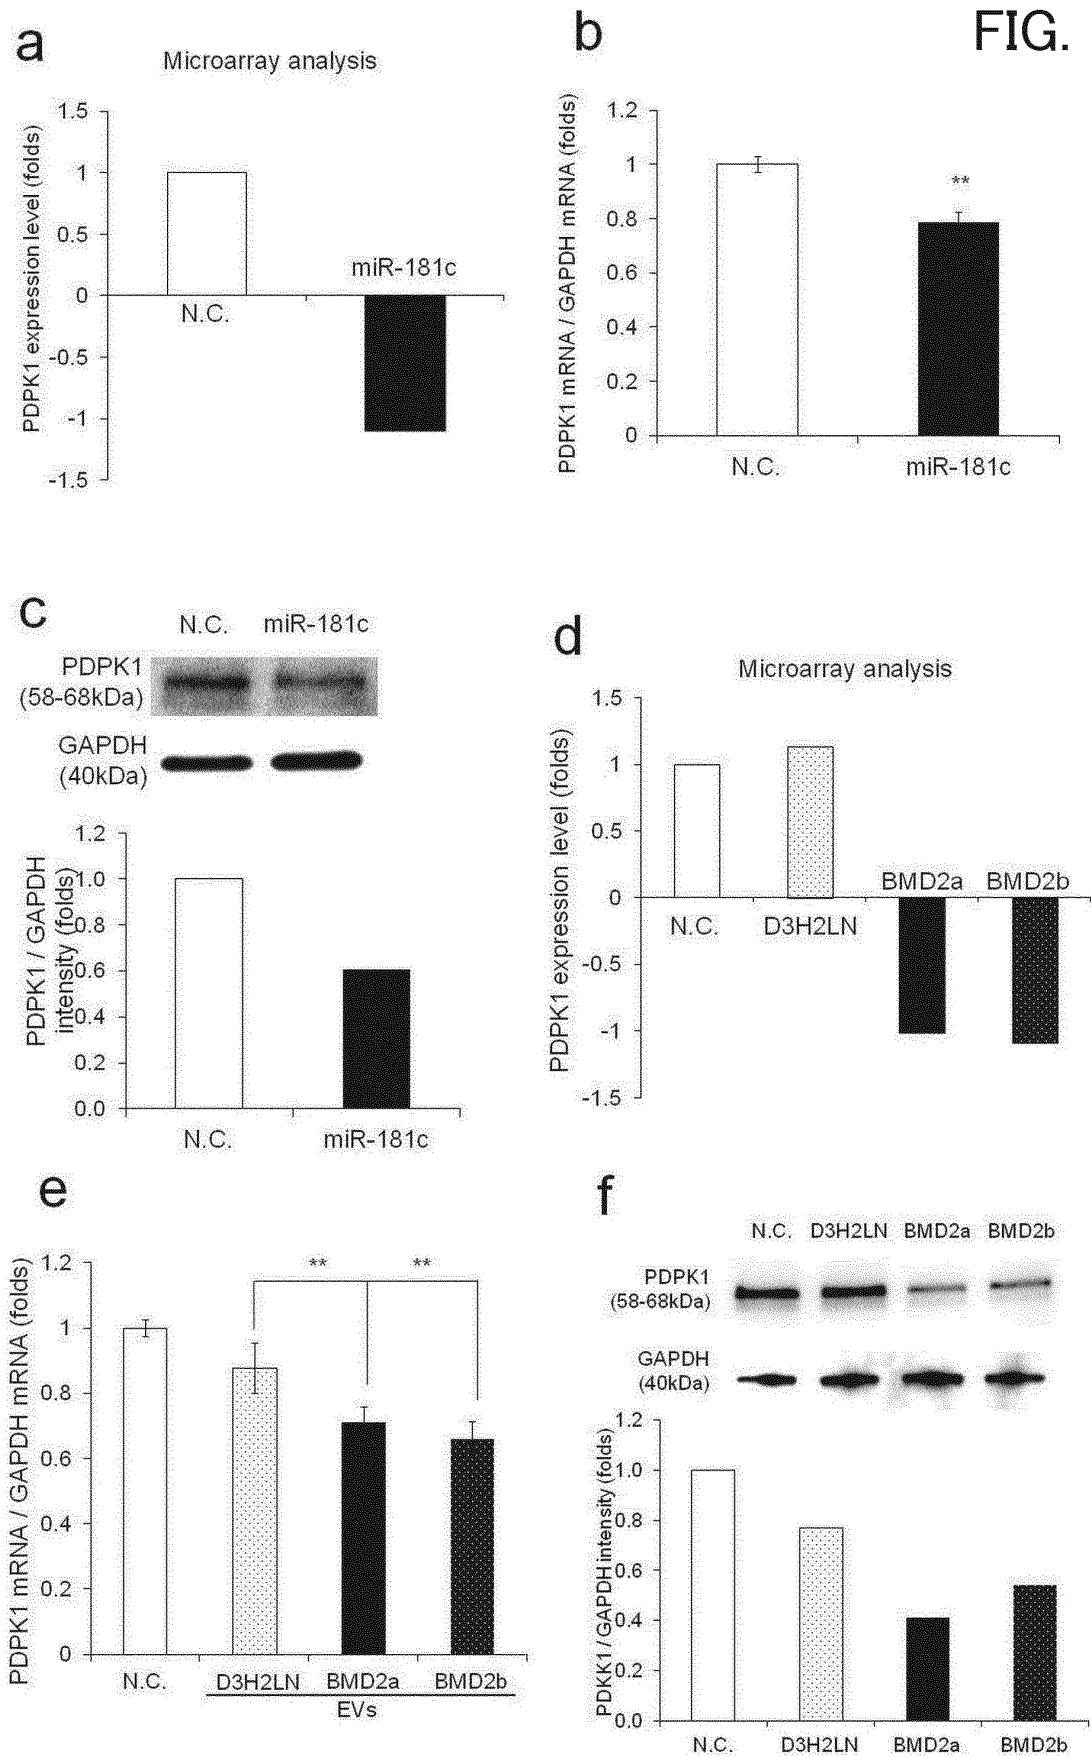 FIG.
a
Microarray analysis
PDPK1 expression level (folds)
1.5
1
0.5
0
-0.5
-1
-1.5
N.C.
miR-181c
b
PDPK1 mRNA / GAPDH mRNA (folds)
1.2
1
0.8
0.6
0.4
0.2
0
**
N.C.
miR-181c
c
N.C.
miR-181c
PDPK1
(58-68kDa)
GAPDH
(40kDa)
PDPK1 / GAPDH
intensity (folds)
1.2
1.0
0.8
0.6
0.4
0.2
0.0
N.C.
miR-181c
d
Microarray analysis
PDPK1 expression level (folds)
1.5
1
0.5
0
-0.5
-1
-1.5
N.C.
D3H2LN
BMD2a
BMD2b
e
PDPK1 mRNA / GAPDH mRNA (folds)
1.2
1
0.8
0.6
0.4
0.2
0
**
**
N.C.
D3H2LN
BMD2a
BMD2b
EVs
f
N.C.
D3H2LN
BMD2a
BMD2b
PDPK1
(58-68kDa)
GAPDH
(40kDa)
PDKK1 / GAPDH intensity (folds)
1.2
1.0
0.8
0.6
0.4
0.2
0.0
N.C.
D3H2LN
BMD2a
BMD2b